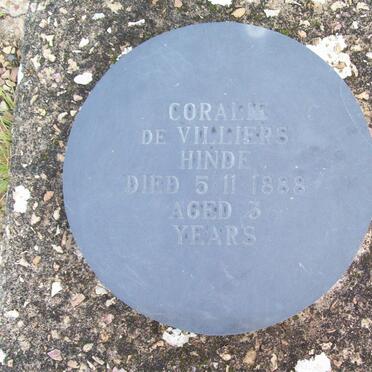 CORALIE
DE VILLIERS
HINDE
DIED 5 11 1888
AGED 3
YEARS